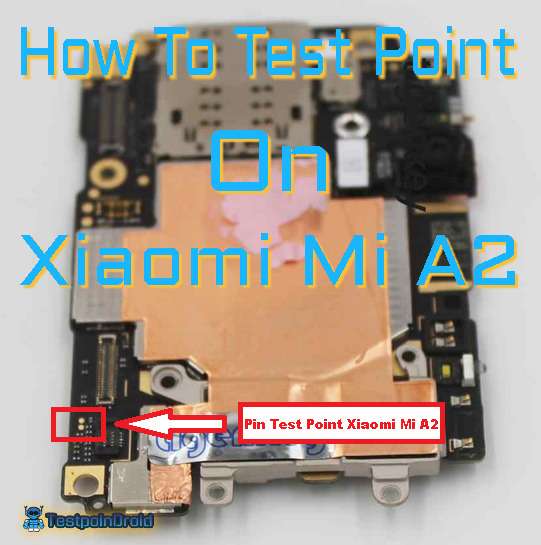 How To Test Point
On
Xiaomi Mi A2
Pin Test Point Xiaomi Mi A2
TestpoinDroid